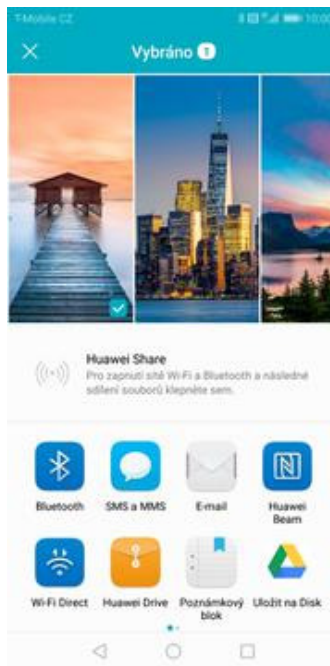 T-Mobile CZ 10:00
Vybráno 1
Huawei Share
Pro zapnutí sítě Wi-Fi a Bluetooth a následné
sdílení souborů klepněte sem.
Bluetooth SMS a MMS E-mail Huawei
Beam
Wi-Fi Direct Huawei Drive Poznámkový Uložit na Disk
blok